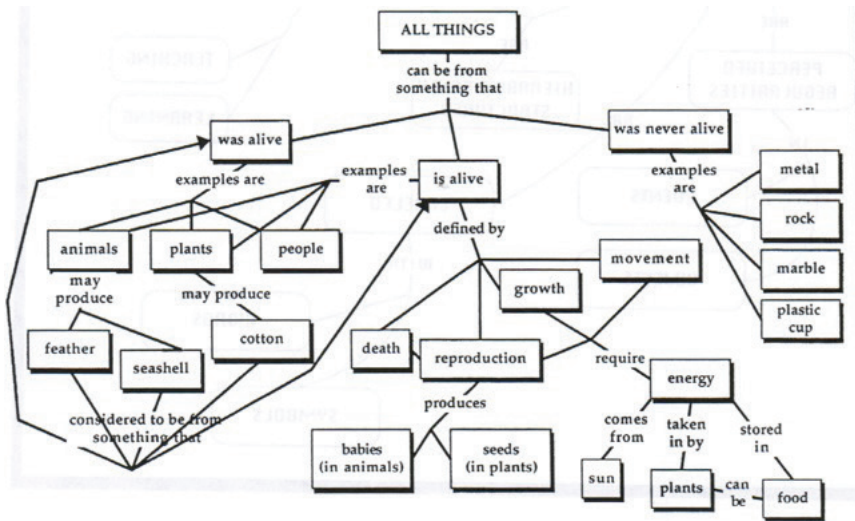 ALL THINGS
can be from
something that
was alive
was never alive
examples are
examples
are
is alive
examples
are
metal
rock
marble
plastic
cup
animals
plants
people
defined by
movement
growth
may
produce
may produce
feather
seashell
cotton
death
reproduction
require
energy
considered to be from
something that
produces
babies
(in animals)
seeds
(in plants)
comes
from
taken
in by
stored
in
sun
plants
can
be
food